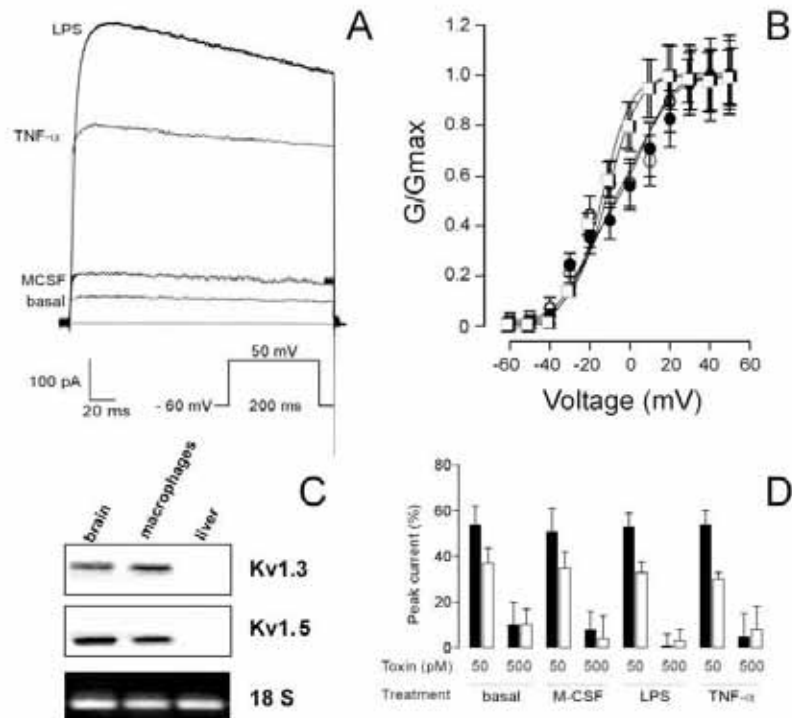 A
LPS
TNF-α
MCSF
basal
100 pA
20 ms
50 mV
- 60 mV
200 ms
B
G/Gmax
1.2
1.0
0.8
0.6
0.4
0.2
0
-60 -40 -20 0 20 40 60
Voltage (mV)
C
brain macrophages liver
Kv1.3
Kv1.5
18 S
D
Peak current (%)
80
60
40
20
0
Toxin (pM) 50 500 50 500 50 500 50 500
Treatment basal M-CSF LPS TNF-α